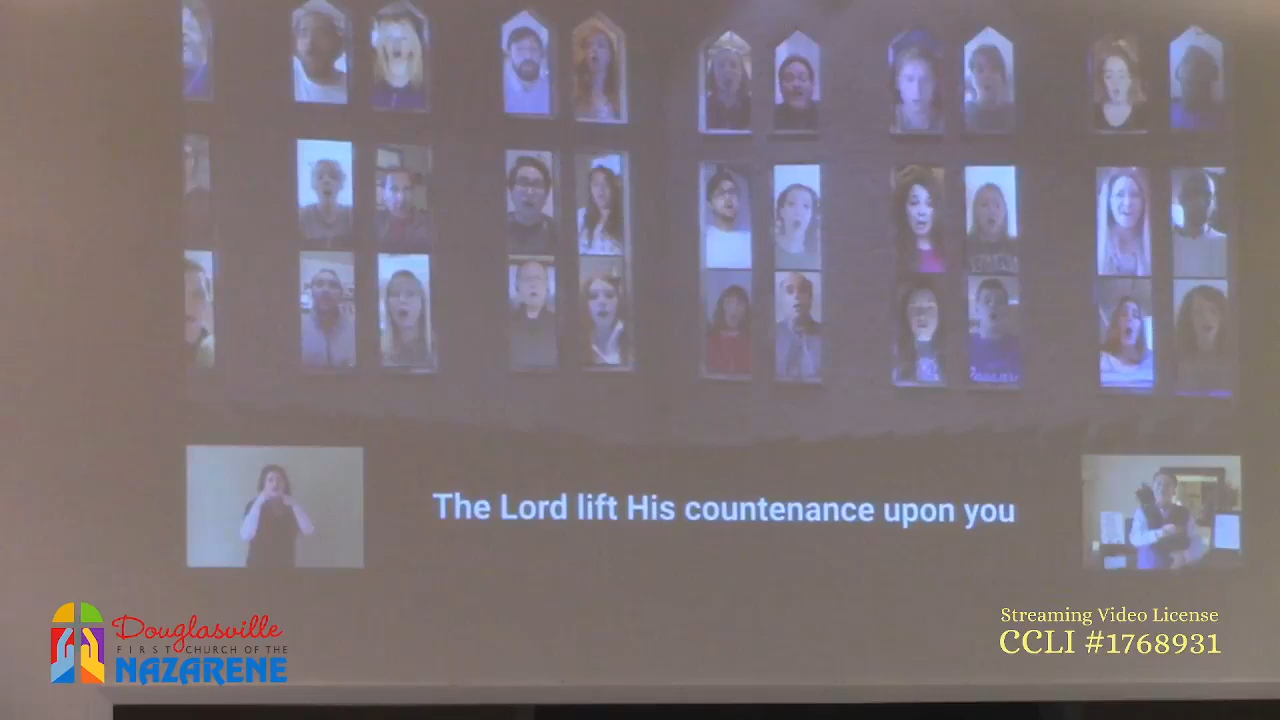 The Lord lift His countenance upon you
Douglasville
FIRST CHURCH OF THE
NAZARENE
Streaming Video License
CCLI #1768931